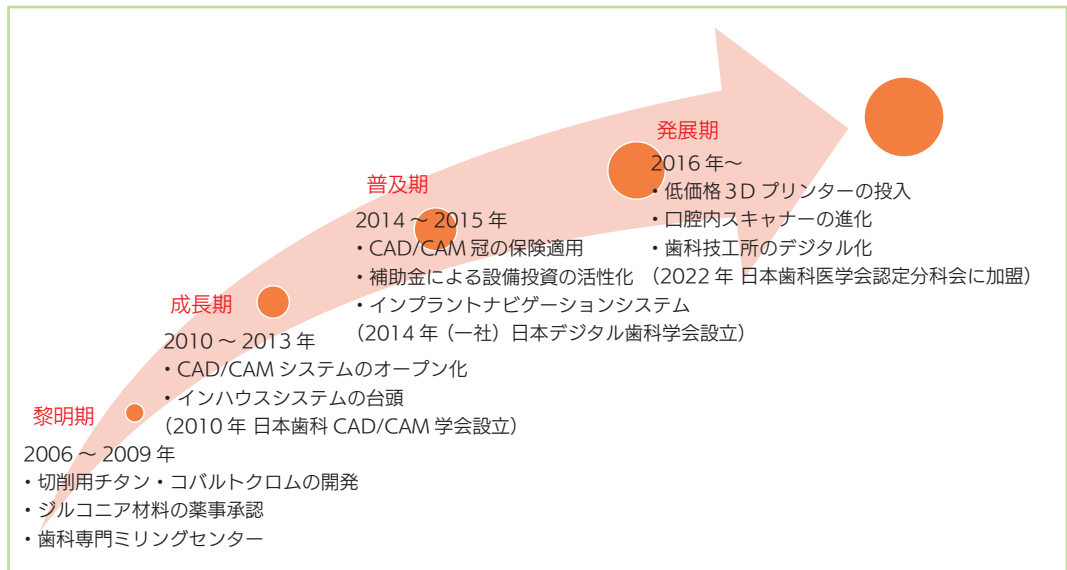 黎明期
2006 ~ 2009 年
・切削用チタン・コバルトクロムの開発
・ジルコニア材料の薬事承認
・歯科専門ミリングセンター
成長期
2010 ~ 2013 年
・CAD/CAM システムのオープン化
・インハウスシステムの台頭
（2010 年 日本歯科 CAD/CAM 学会設立）
普及期
2014 ~ 2015 年
・CAD/CAM 冠の保険適用
・補助金による設備投資の活性化
・インプラントナビゲーションシステム
（2014 年（一社）日本デジタル歯科学会設立）
発展期
2016 年~
・低価格３D プリンターの投入
・口腔内スキャナーの進化
・歯科技工所のデジタル化
（2022 年 日本歯科医学会認定分科会に加盟）